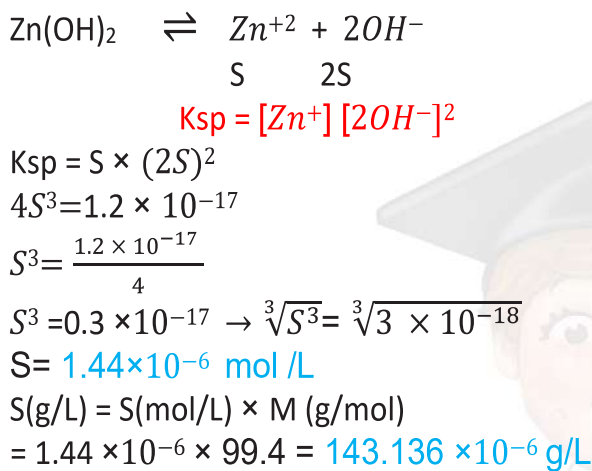 Zn(OH)₂ ⇌ Zn⁺² + 2OH⁻
S 2S
Ksp = [Zn⁺] [2OH⁻]²
Ksp = S × (2S)²
4S³=1.2 × 10⁻¹⁷
S³= 1.2 × 10⁻¹⁷ / 4
S³ =0.3 ×10⁻¹⁷ → ∛S³= ∛3 × 10⁻¹⁸
S= 1.44×10⁻⁶ mol /L
S(g/L) = S(mol/L) × M (g/mol)
= 1.44 ×10⁻⁶ × 99.4 = 143.136 ×10⁻⁶ g/L